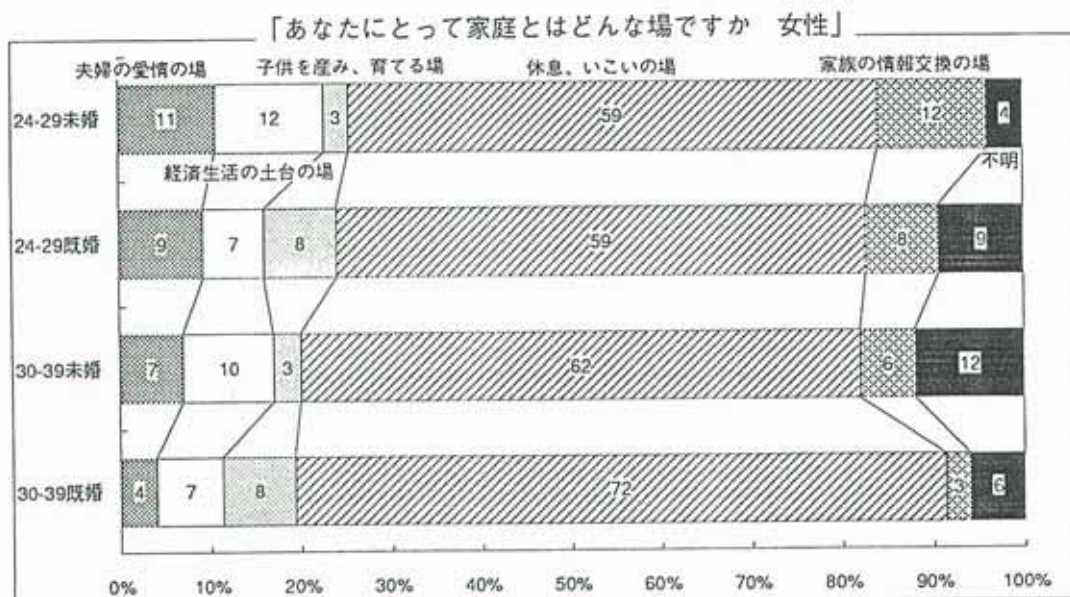 「あなたにとって家庭とはどんな場ですか　女性」
夫婦の愛情の場　子供を産み、育てる場　休息、いこいの場　家族の情報交換の場
24-29未婚 11 12 3 59 12 4
経済生活の土台の場　不明
24-29既婚 9 7 8 59 8 9
30-39未婚 7 10 3 62 6 12
30-39既婚 4 7 8 72 3 6
0% 10% 20% 30% 40% 50% 60% 70% 80% 90% 100%